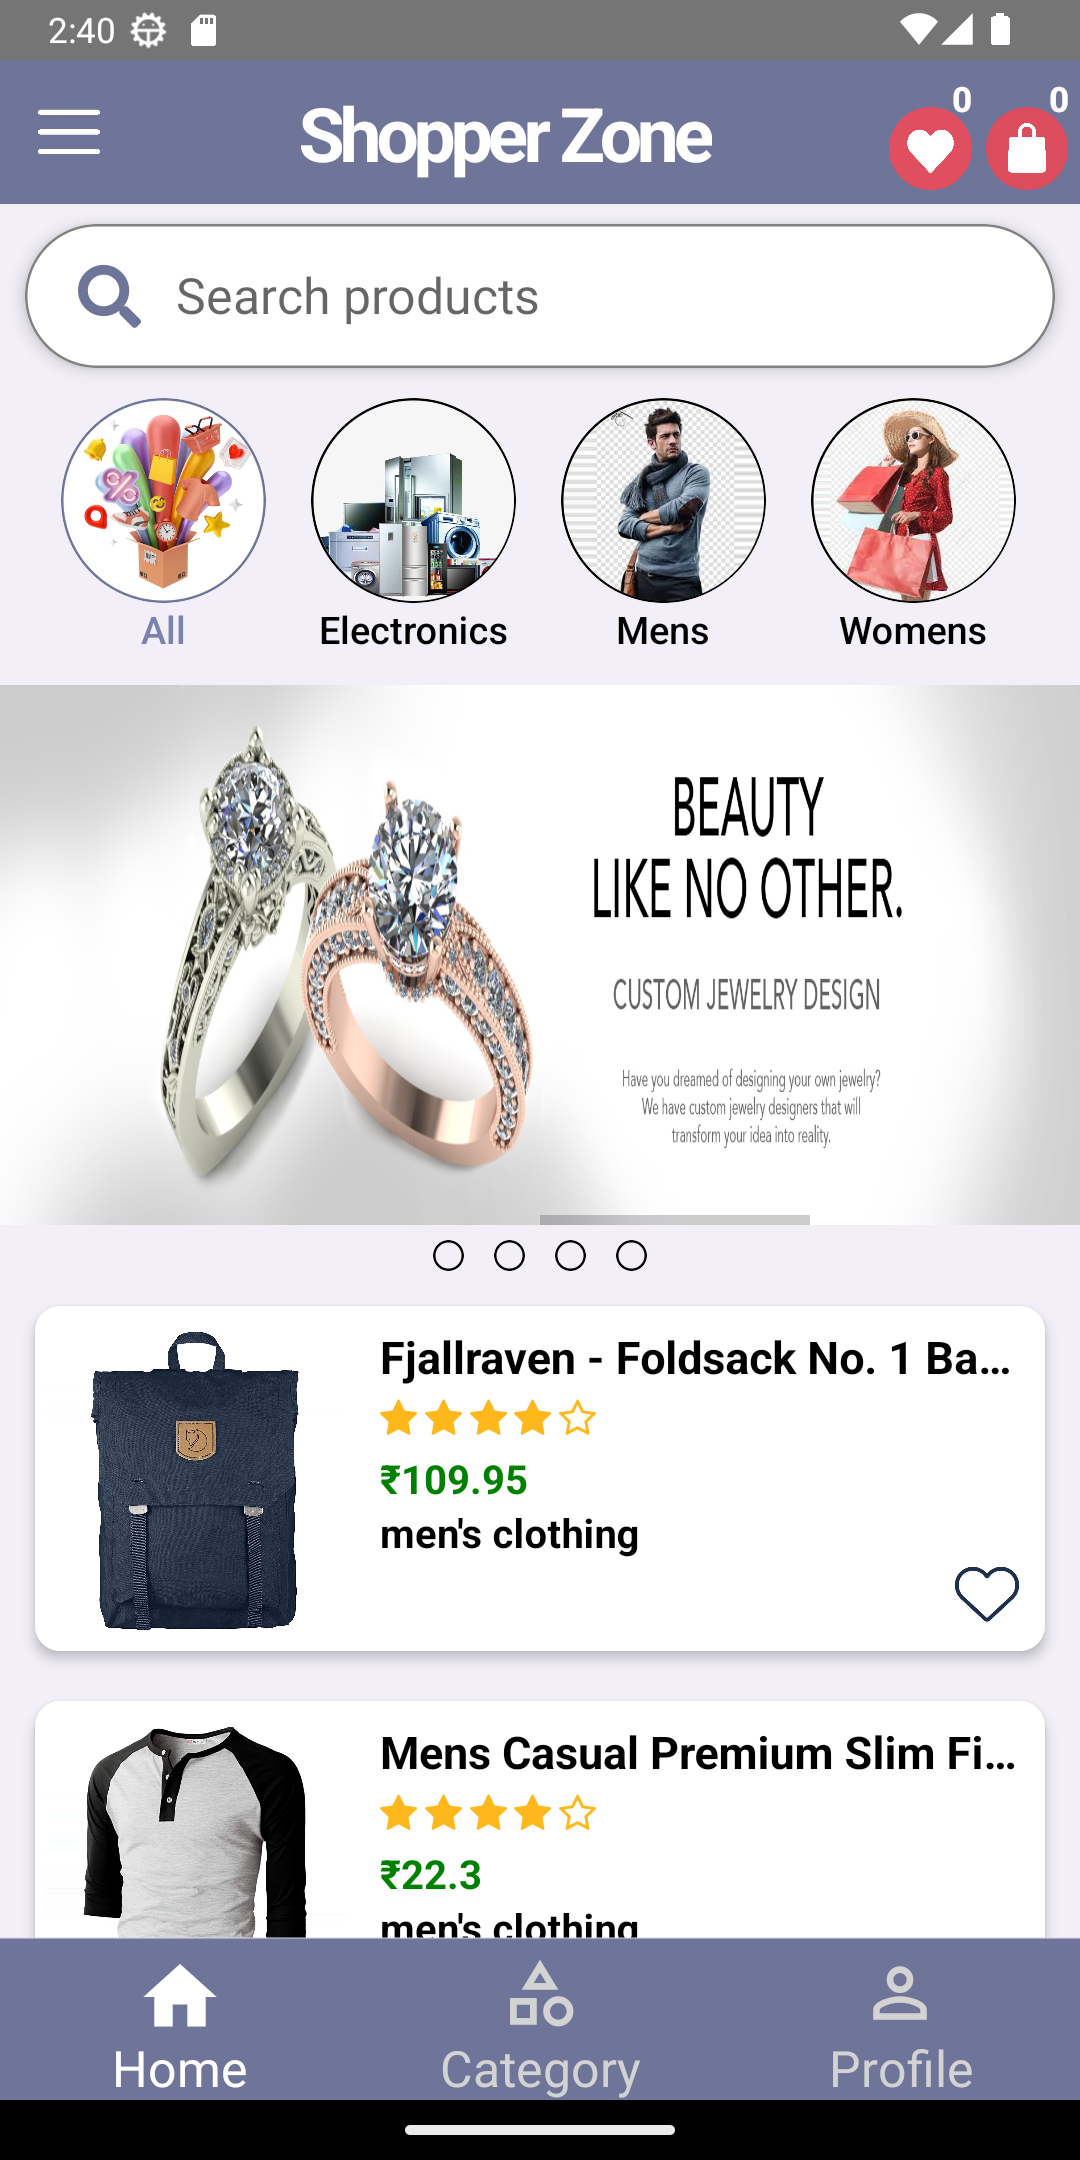 2:40
Shopper Zone
0
0
Search products
All
Electronics
Mens
Womens
BEAUTY
LIKE NO OTHER.
CUSTOM JEWELRY DESIGN
Have you dreamed of designing your own jewelry?
We have custom jewelry designers that will
transform your idea into reality.
Fjallraven - Foldsack No. 1 Ba...
₹109.95
men's clothing
Mens Casual Premium Slim Fi...
₹22.3
men's clothing
Home
Category
Profile